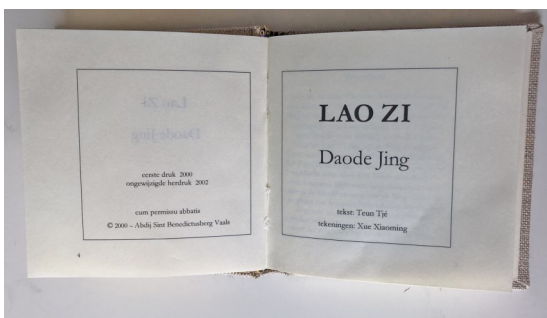 eerste druk 2000
ongewijzigde herdruk 2002
cum permissu abbatis
© 2000 – Abdij Sint Benedictusberg Vaals
4
LAO ZI
Daode Jing
tekst: Teun Tjé
tekeningen: Xue Xiaoming